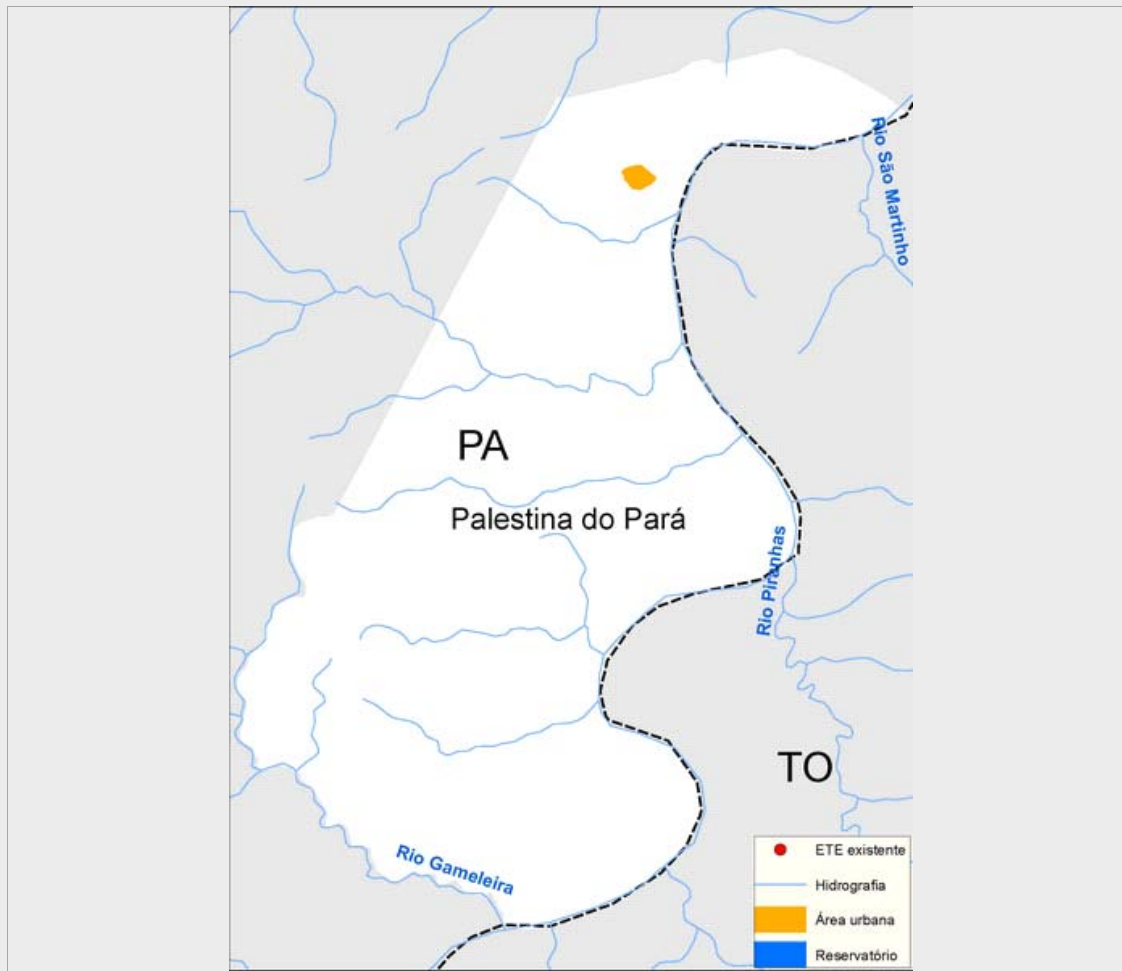 Rio São Martinho
PA
Palestina do Pará
Rio Piranhas
TO
Rio Gameleira
ETE existente
Hidrografia
Área urbana
Reservatório